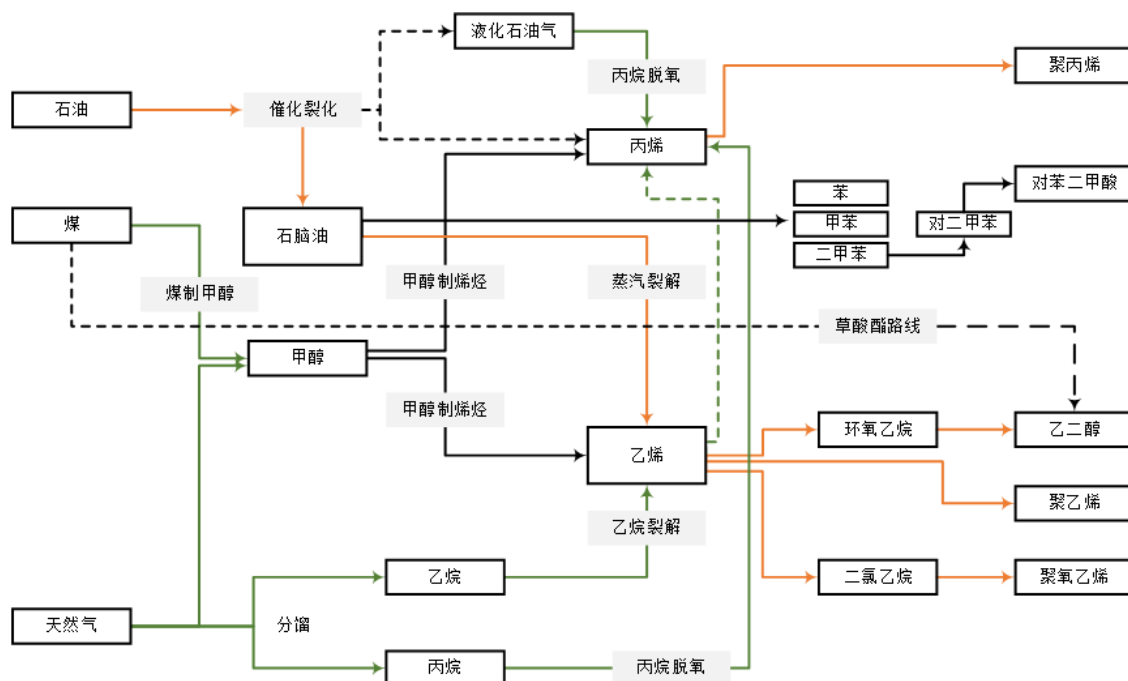 液化石油气
丙烷脱氧
聚丙烯
石油
催化裂化
丙烯
苯
对苯二甲酸
煤
石脑油
甲苯
对二甲苯
二甲苯
煤制甲醇
甲醇制烯烃
蒸汽裂解
草酸酯路线
甲醇
甲醇制烯烃
环氧乙烷
乙二醇
乙烯
聚乙烯
乙烷裂解
乙烷
二氯乙烷
聚氧乙烯
天然气
分馏
丙烷
丙烷脱氧